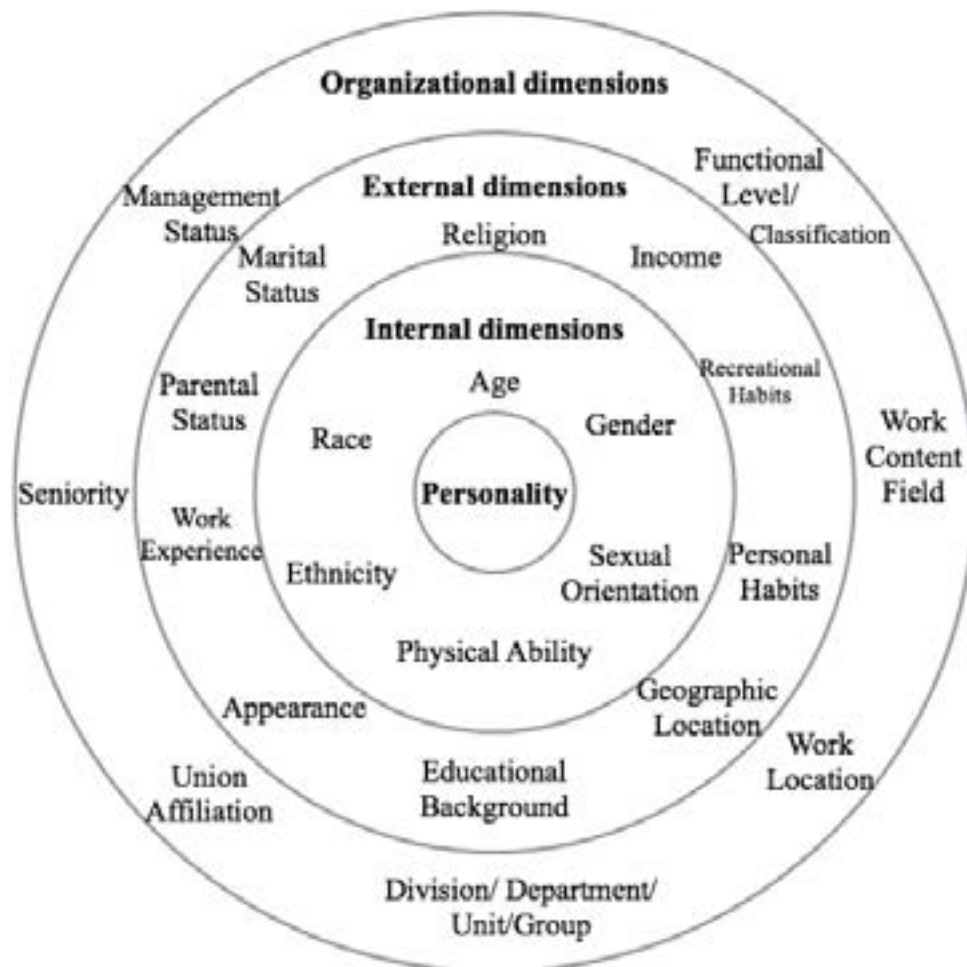 Organizational dimensions
Management
Status
Functional
Level/
Classification
Seniority
Work
Content
Field
Union
Affiliation
Work
Location
Division/ Department/
Unit/Group
External dimensions
Religion
Marital
Status
Income
Parental
Status
Recreational
Habits
Work
Experience
Personal
Habits
Appearance
Geographic
Location
Educational
Background
Internal dimensions
Age
Race
Gender
Ethnicity
Sexual
Orientation
Physical Ability
Personality